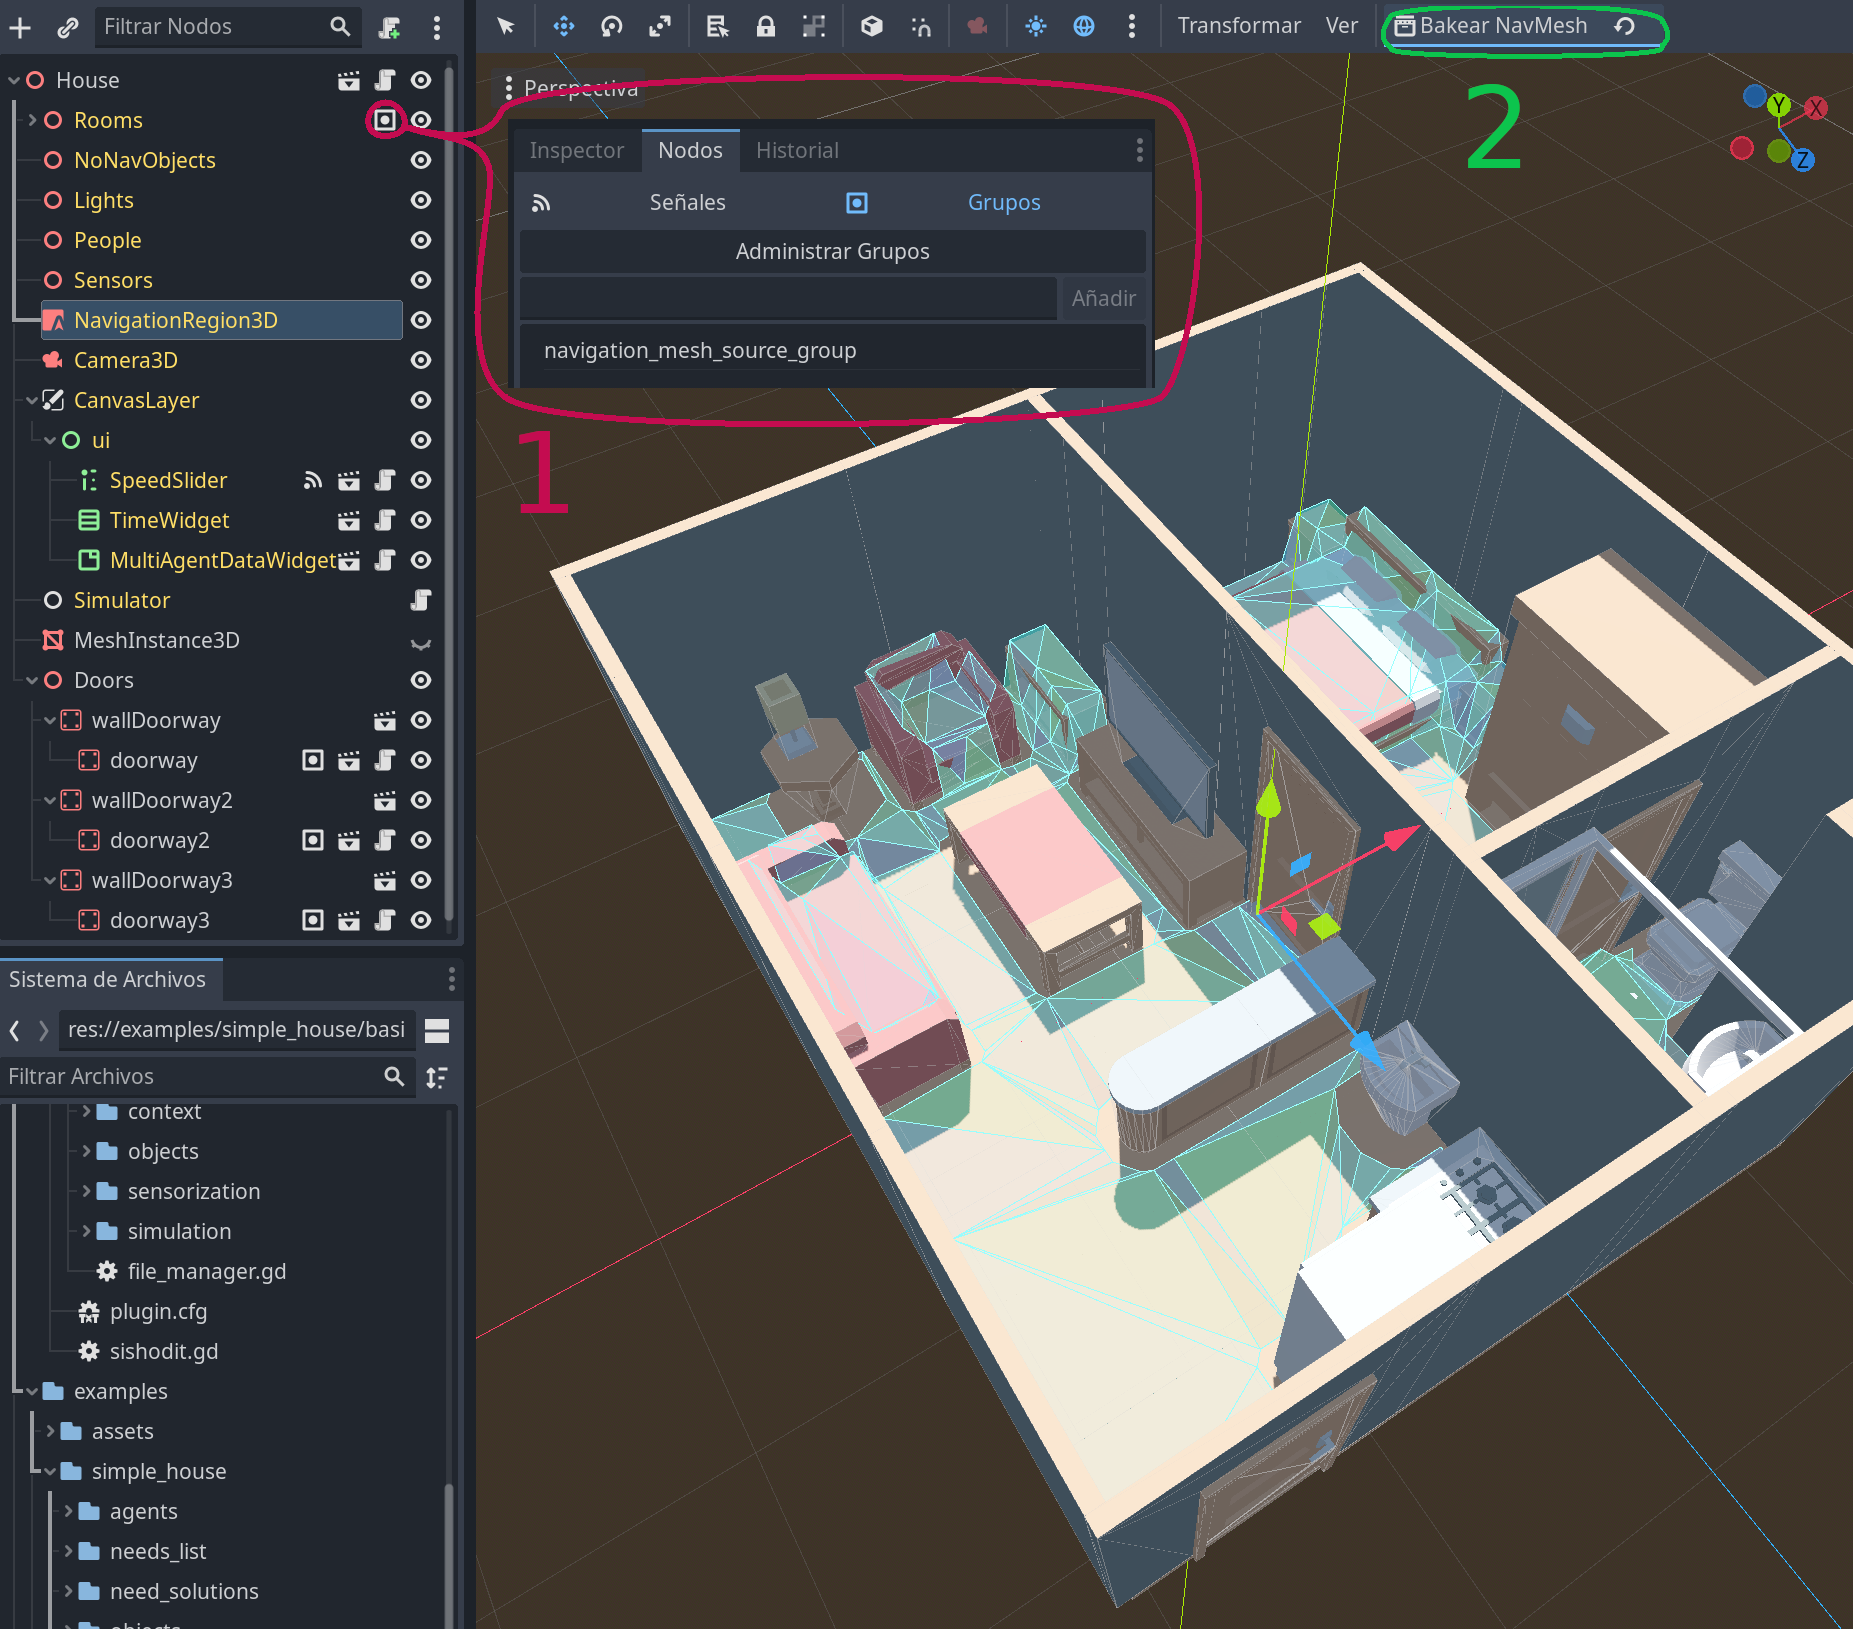 Filtrar Nodos
Transformar Ver Bakear NavMesh
House
Rooms
NoNavObjects
Lights
People
Sensors
NavigationRegion3D
Camera3D
CanvasLayer
ui
SpeedSlider
TimeWidget
MultiAgentDataWidget
Simulator
MeshInstance3D
Doors
wallDoorway
doorway
wallDoorway2
doorway2
wallDoorway3
doorway3
Sistema de Archivos
res://examples/simple_house/basi
Filtrar Archivos
context
objects
sensorization
simulation
file_manager.gd
plugin.cfg
sishodit.gd
examples
assets
simple_house
agents
needs_list
need_solutions
objects
Perspectiva
Inspector Nodos Historial
Señales Grupos
Administrar Grupos
Añadir
navigation_mesh_source_group
1
2
Y
X
Z